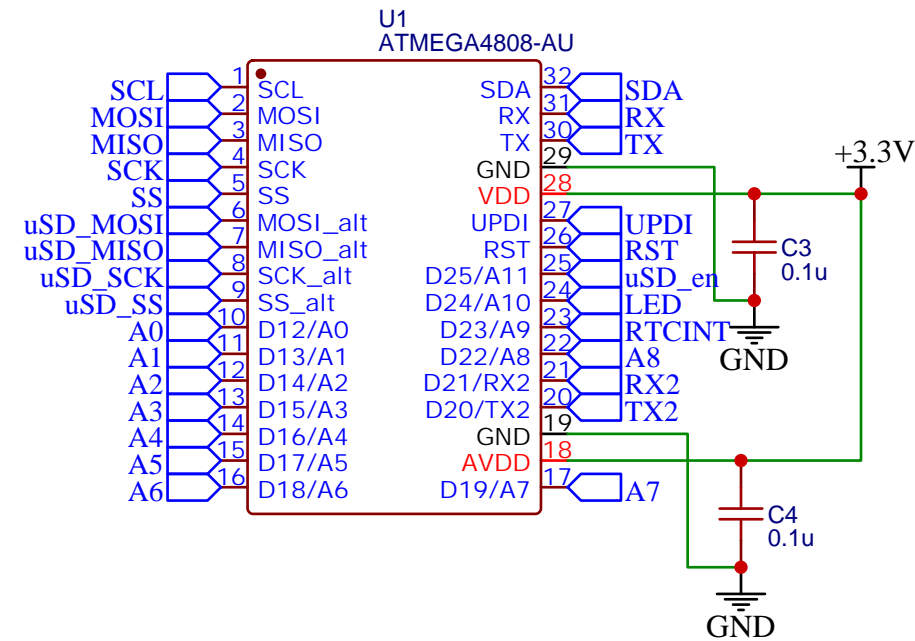 U1
ATMEGA4808-AU
SCL 1 SCL SDA 32 SDA
MOSI 2 MOSI RX 31 RX
MISO 3 MISO TX 30 TX
SCK 4 SCK GND 29
+3.3V
SS 5 SS VDD 28
uSD_MOSI 6 MOSI_alt UPDI 27 UPDI
uSD_MISO 7 MISO_alt RST 26 RST
C3
uSD_SCK 8 SCK_alt D25/A11 25 uSD_en
0.1u
uSD_SS 9 SS_alt D24/A10 24 LED
A0 10 D12/A0 D23/A9 23 RTCINT
A1 11 D13/A1 D22/A8 22 A8
GND
A2 12 D14/A2 D21/RX2 21 RX2
A3 13 D15/A3 D20/TX2 20 TX2
A4 14 D16/A4 GND 19
A5 15 D17/A5 AVDD 18
A6 16 D18/A6 D19/A7 17 A7
C4
0.1u
GND